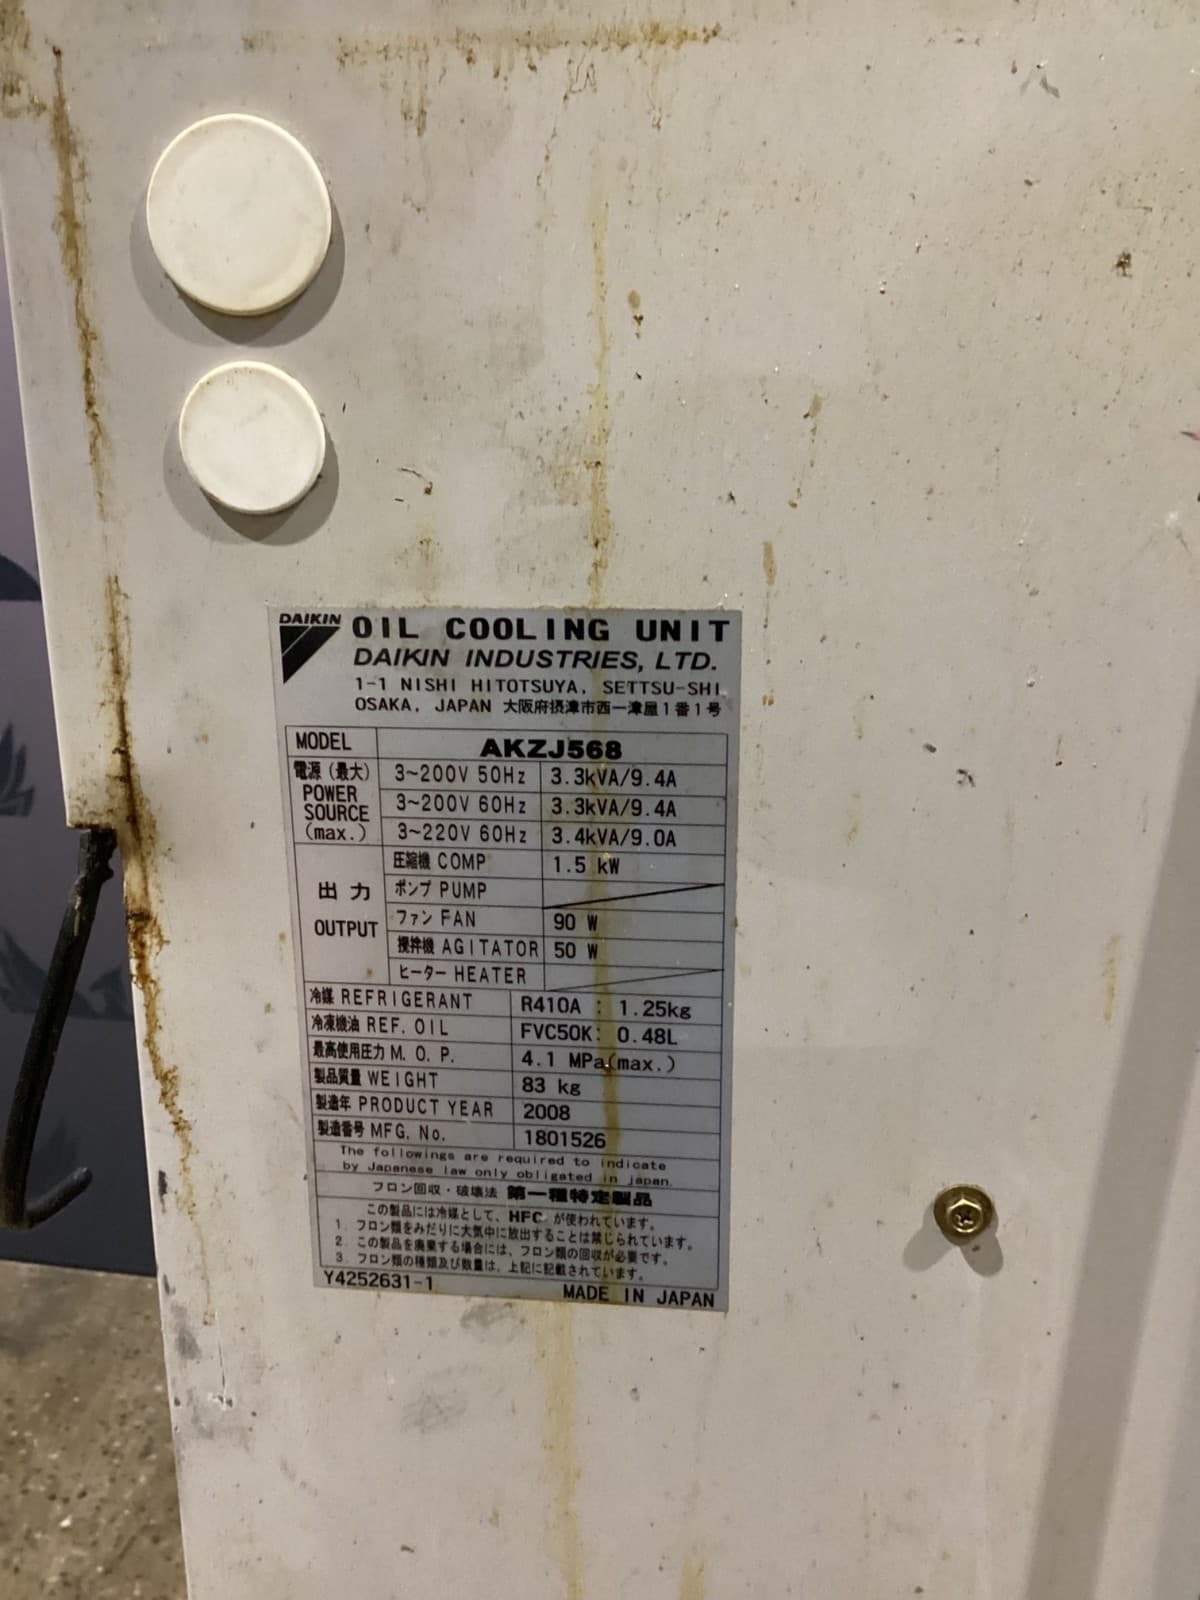 DAIKIN OIL COOLING UNIT
DAIKIN INDUSTRIES, LTD.
1-1 NISHI HITOTSUYA, SETTSU-SHI
OSAKA, JAPAN 大阪府摂津市西一津屋1番1号
MODEL AKZJ568
電源(最大) POWER SOURCE (max.)
3~200V 50Hz 3.3kVA/9.4A
3~200V 60Hz 3.3kVA/9.4A
3~220V 60Hz 3.4kVA/9.0A
出力 OUTPUT
圧縮機 COMP 1.5 kW
ポンプ PUMP
ファン FAN 90 W
攪拌機 AGITATOR 50 W
ヒーター HEATER
冷媒 REFRIGERANT R410A : 1.25kg
冷凍機油 REF. OIL FVC50K: 0.48L
最高使用圧力 M. O. P. 4.1 MPa(max.)
製品質量 WEIGHT 83 kg
製造年 PRODUCT YEAR 2008
製造番号 MFG. No. 1801526
The followings are required to indicate
by Japanese law only obligated in japan.
フロン回収・破壊法 第一種特定製品
この製品には冷媒として、HFC が使われています。
1. フロン類をみだりに大気中に放出することは禁じられています。
2. この製品を廃棄する場合には、フロン類の回収が必要です。
3. フロン類の種類及び数量は、上記に記載されています。
Y4252631-1 MADE IN JAPAN